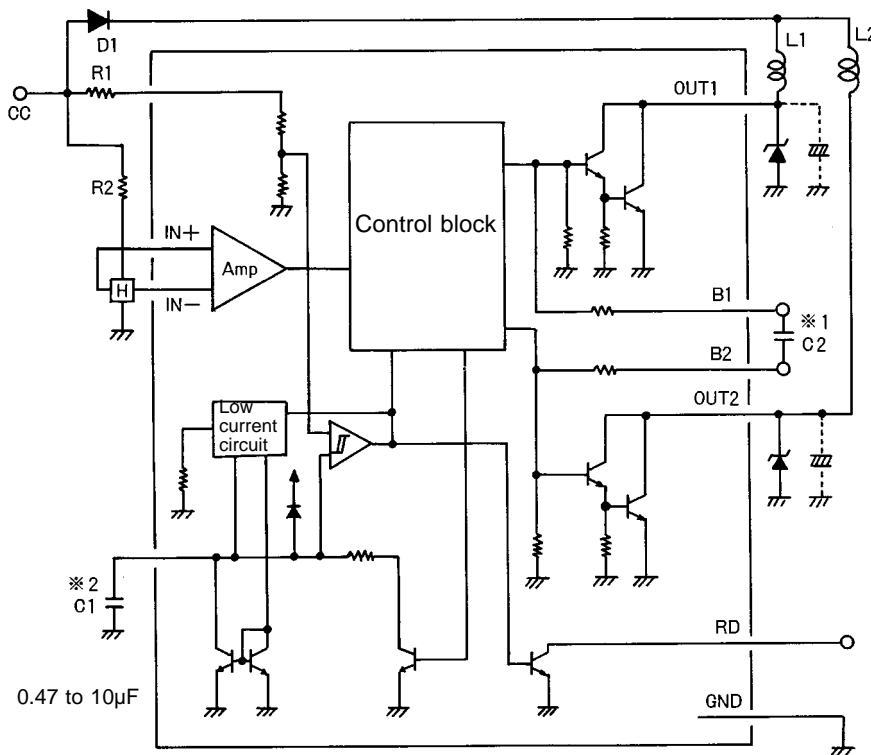 D1
L1
L2
R1
OUT1
CC
R2
Control block
IN+
Amp
H
IN−
B1
※1
C2
B2
OUT2
Low
current
circuit
※2
C1
RD
0.47 to 10µF
GND